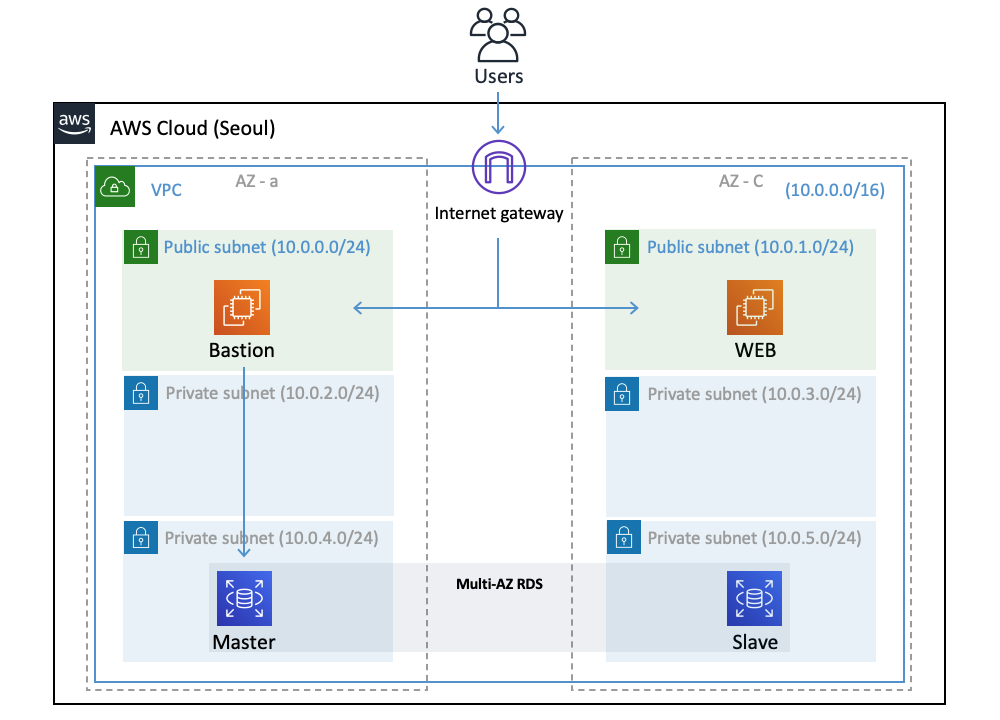 Users
aws
AWS Cloud (Seoul)
AZ - a
AZ - C
VPC
(10.0.0.0/16)
Internet gateway
Public subnet (10.0.0.0/24)
Public subnet (10.0.1.0/24)
Bastion
WEB
Private subnet (10.0.2.0/24)
Private subnet (10.0.3.0/24)
Private subnet (10.0.4.0/24)
Private subnet (10.0.5.0/24)
Multi-AZ RDS
Master
Slave